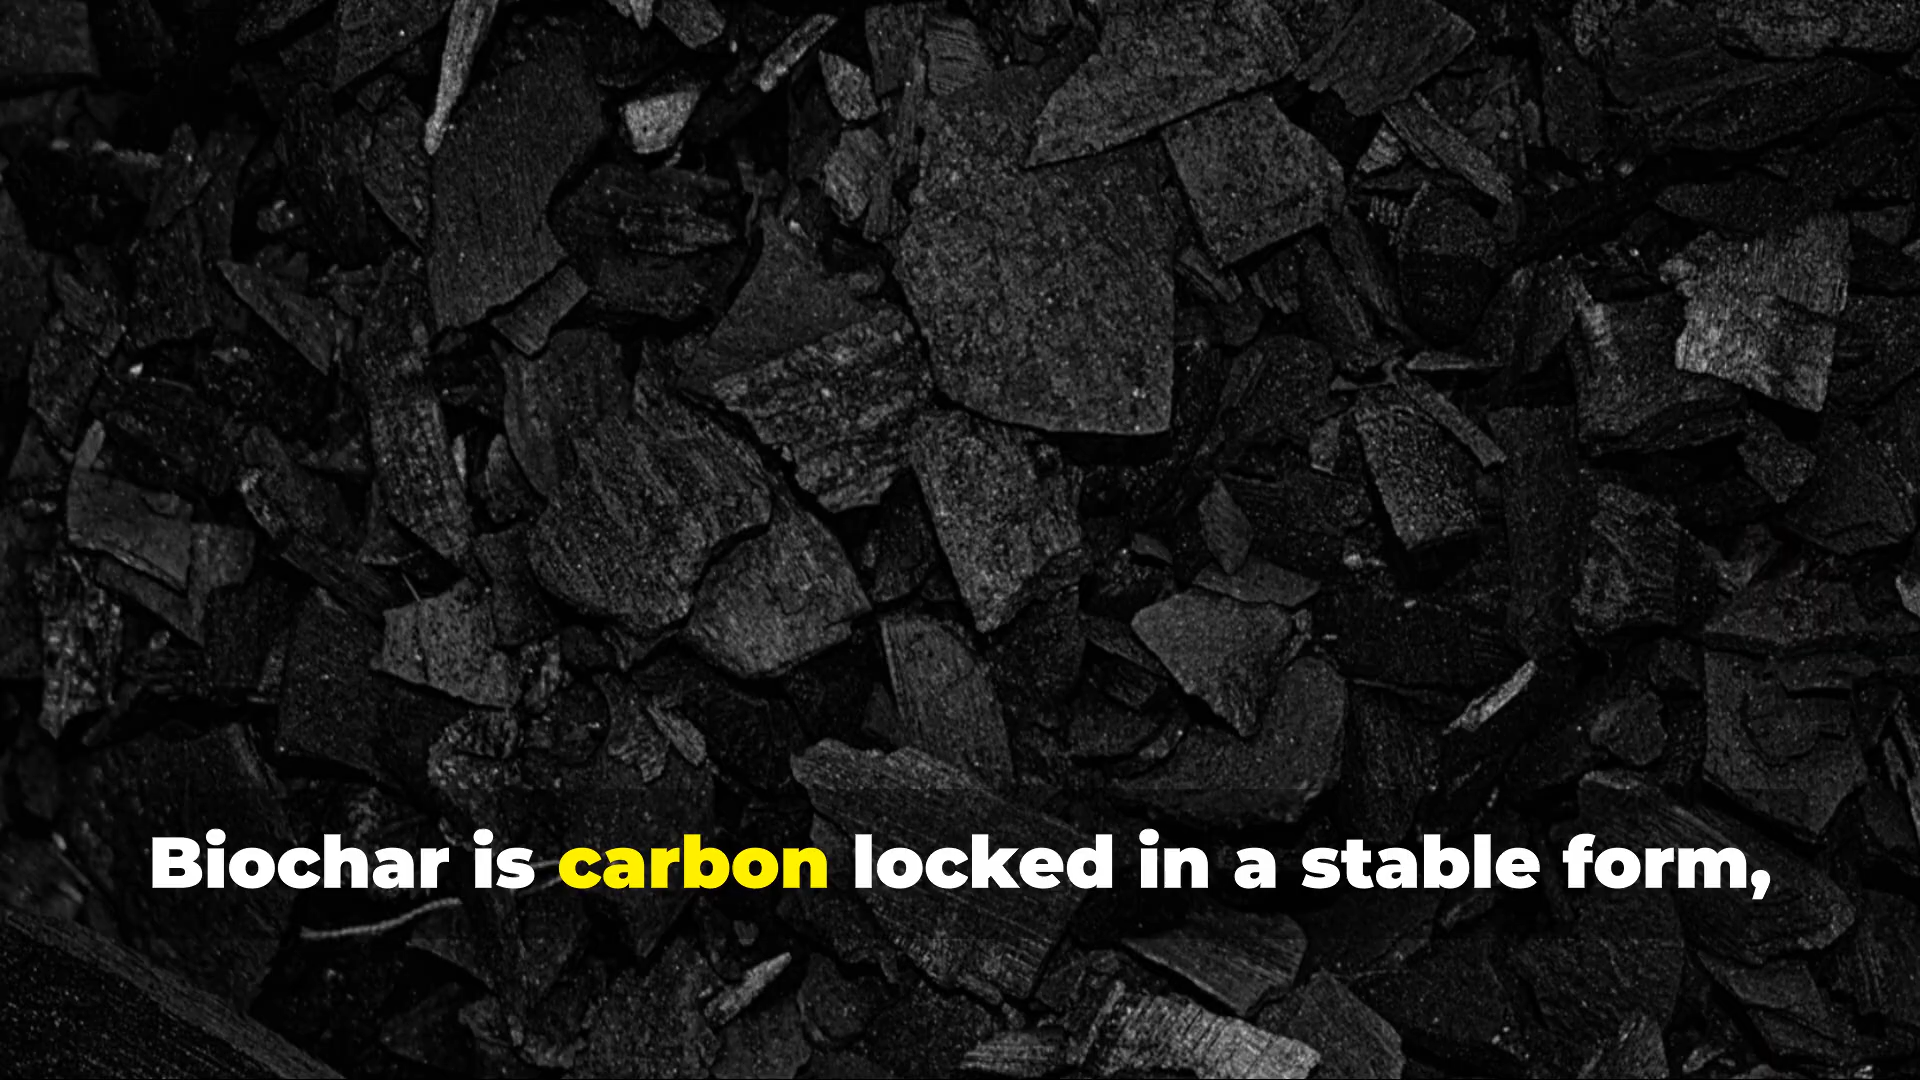 Biochar is carbon locked in a stable form,